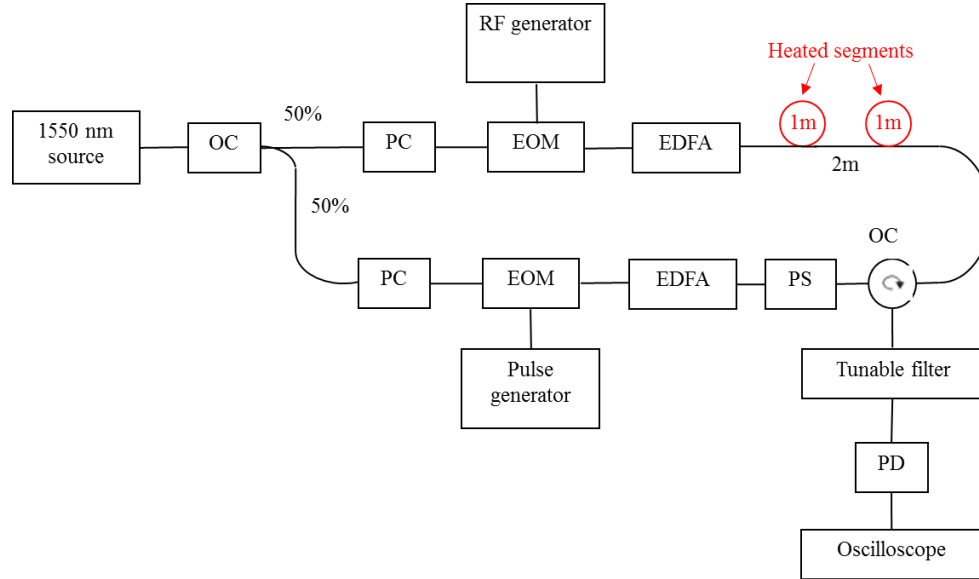 RF generator
Heated segments
1m
1m
1550 nm
source
OC
50%
PC
EOM
EDFA
2m
50%
OC
PC
EOM
EDFA
PS
Pulse
generator
Tunable filter
PD
Oscilloscope